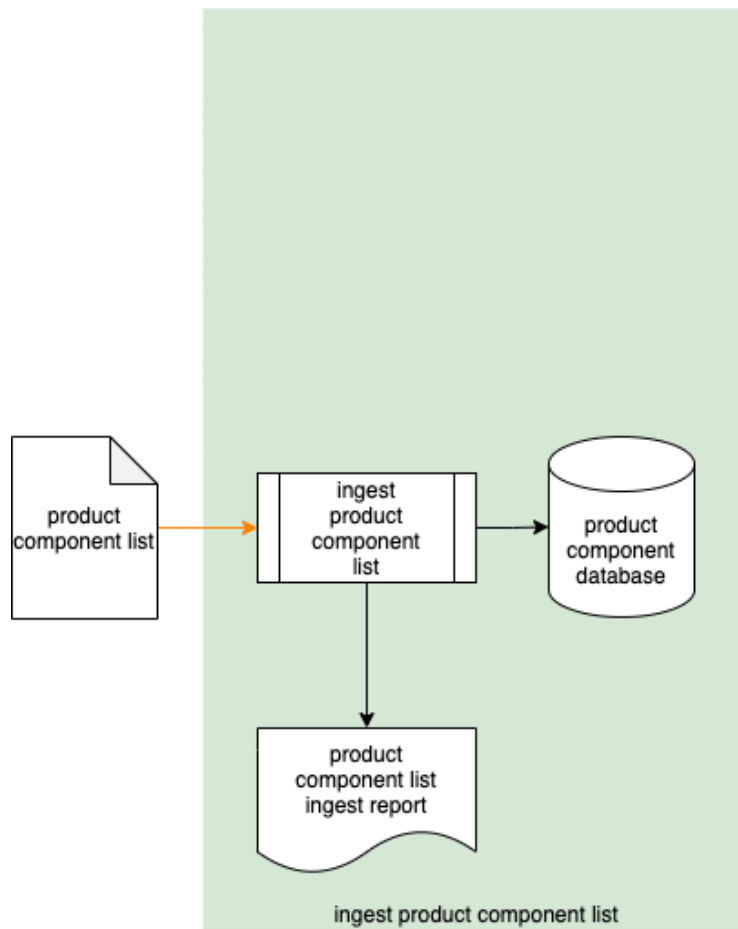 product
component list
ingest
product
component
list
product
component
database
product
component list
ingest report
ingest product component list